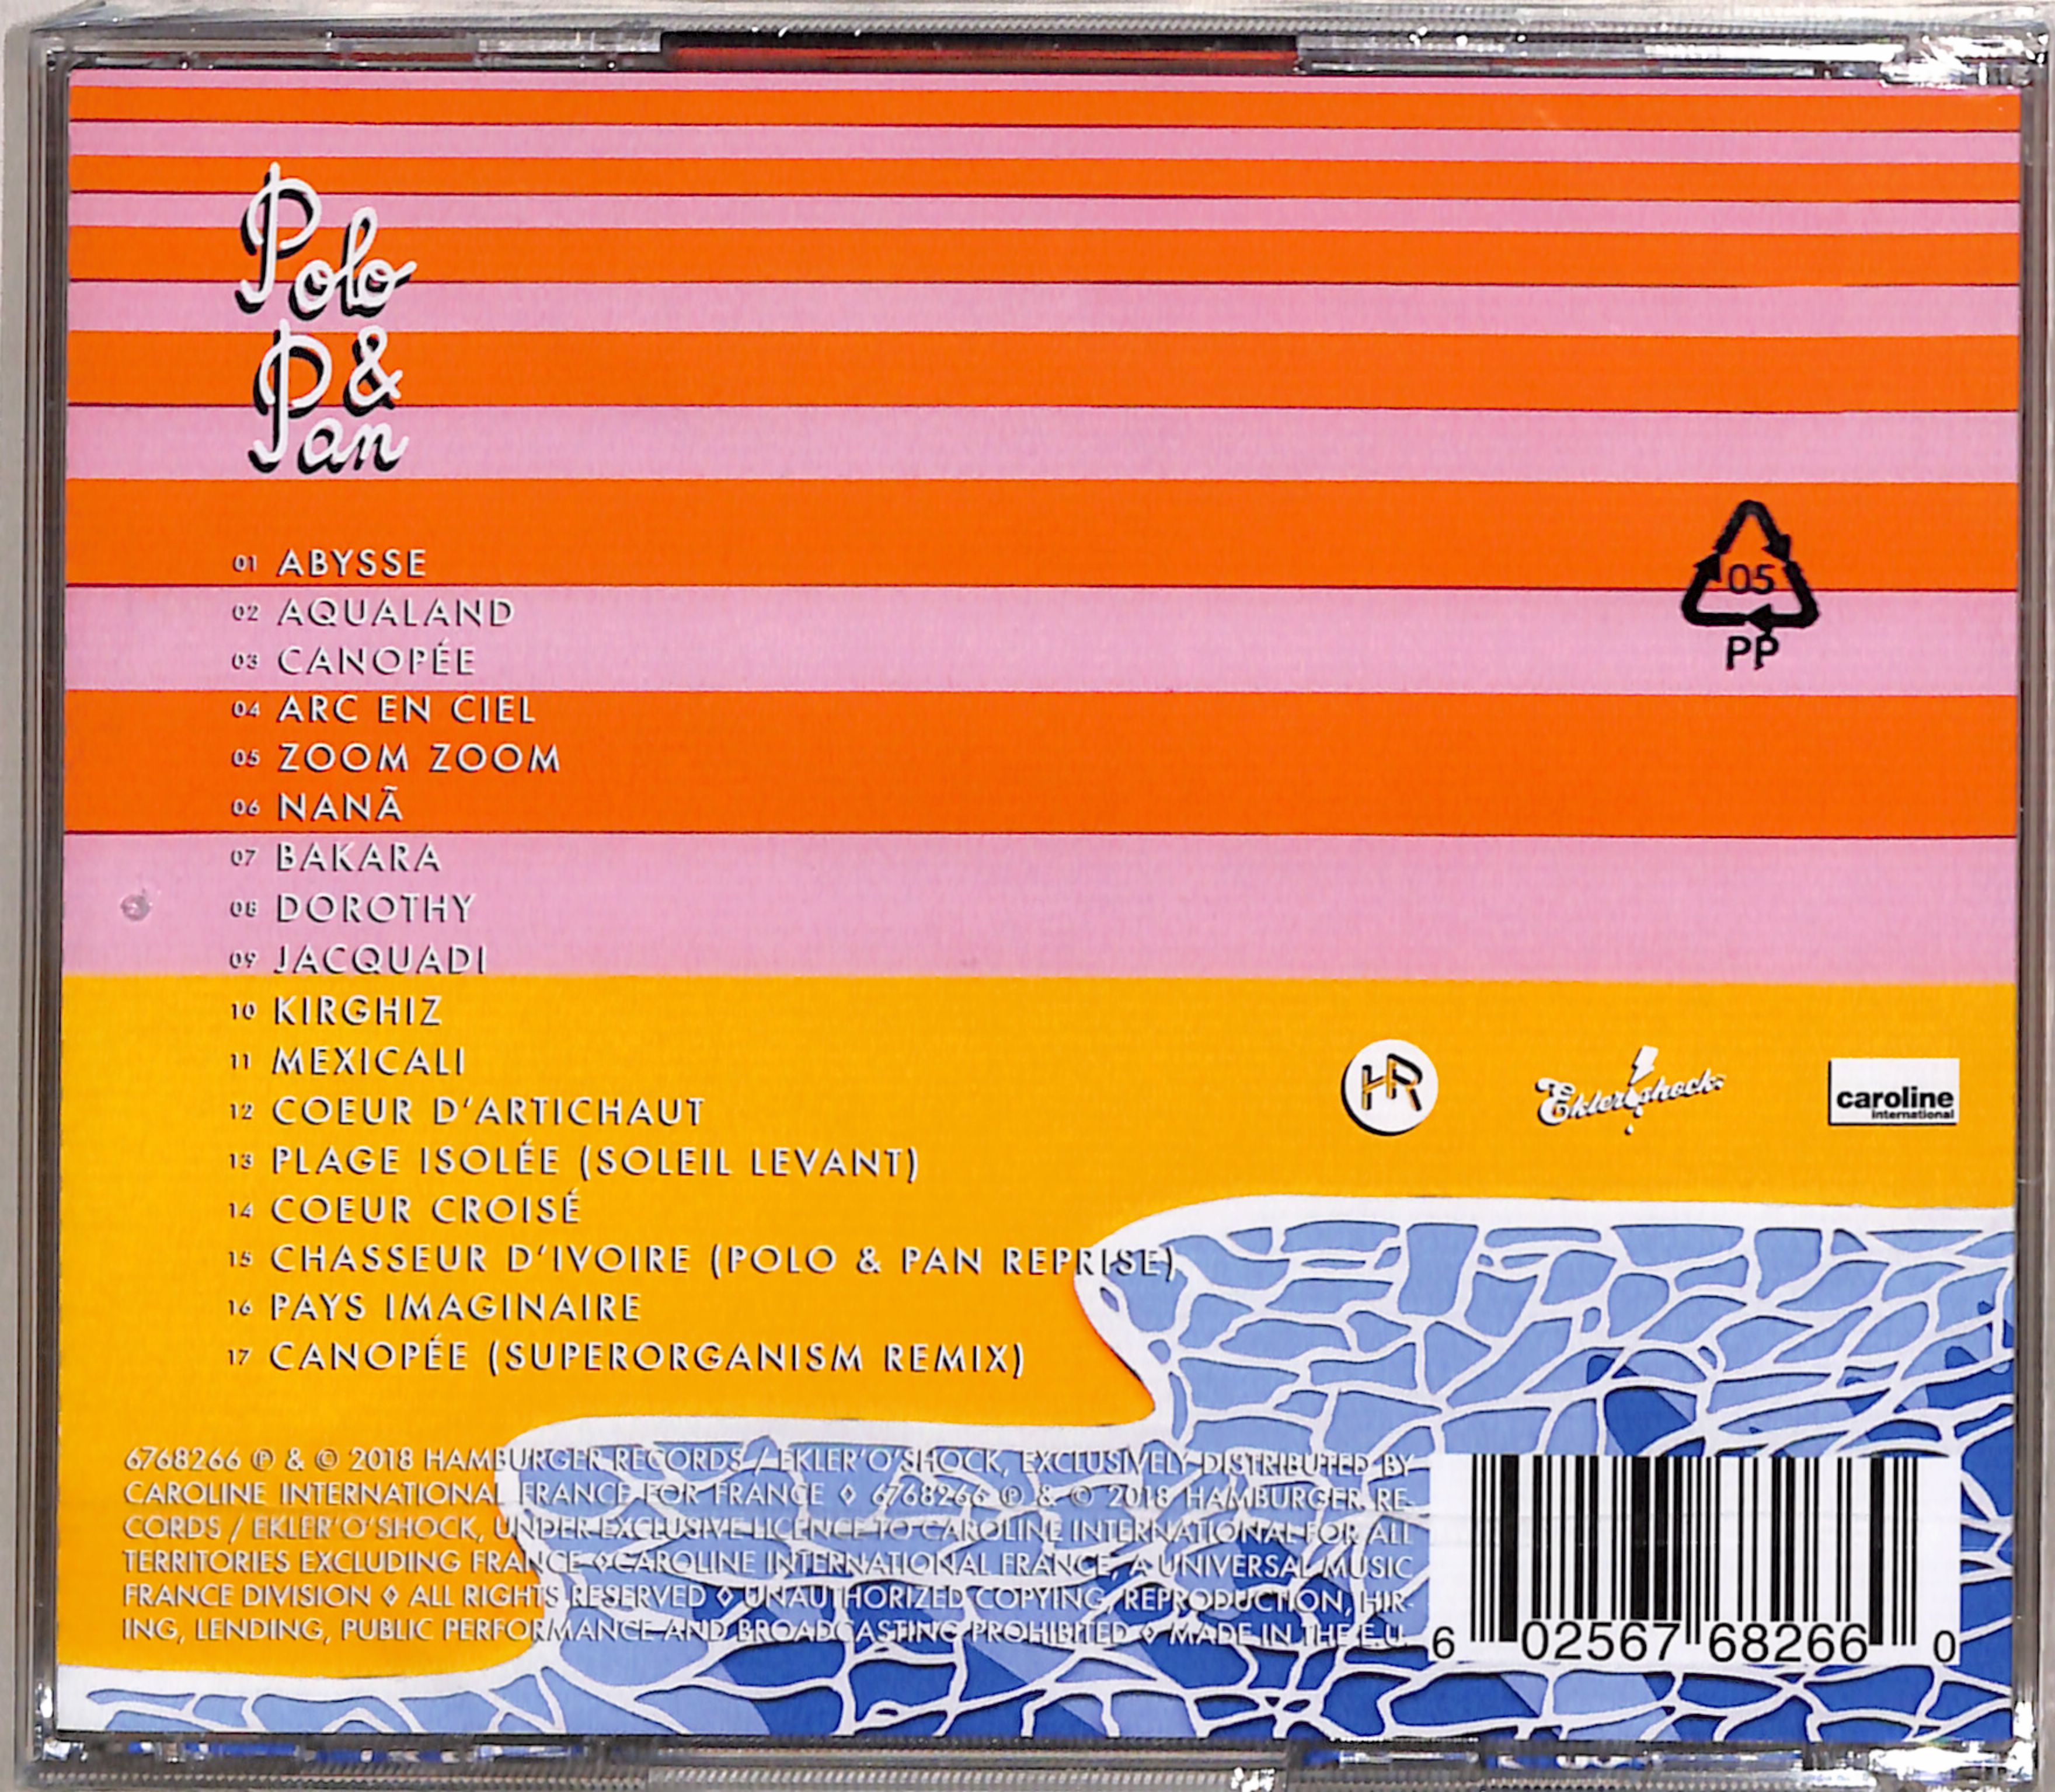 Polo
&
Pan
01 ABYSSE
02 AQUALAND
03 CANOPÉE
04 ARC EN CIEL
05 ZOOM ZOOM
06 NANÃ
07 BAKARA
08 DOROTHY
09 JACQUADI
10 KIRGHIZ
11 MEXICALI
12 COEUR D'ARTICHAUT
13 PLAGE ISOLÉE (SOLEIL LEVANT)
14 COEUR CROISÉ
15 CHASSEUR D'IVOIRE (POLO & PAN REPRISE)
16 PAYS IMAGINAIRE
17 CANOPÉE (SUPERORGANISM REMIX)
05
PP
HR
Ekler'o'shock
caroline
international
6768266 ℗ & © 2018 HAMBURGER RECORDS / EKLER'O'SHOCK, EXCLUSIVELY DISTRIBUTED BY
CAROLINE INTERNATIONAL FRANCE FOR FRANCE ◊ 6768266 ℗ & © 2018 HAMBURGER RE-
CORDS / EKLER'O'SHOCK, UNDER EXCLUSIVE LICENCE TO CAROLINE INTERNATIONAL FOR ALL
TERRITORIES EXCLUDING FRANCE ◊ CAROLINE INTERNATIONAL FRANCE, A UNIVERSAL MUSIC
FRANCE DIVISION ◊ ALL RIGHTS RESERVED ◊ UNAUTHORIZED COPYING, REPRODUCTION, HIR-
ING, LENDING, PUBLIC PERFORMANCE AND BROADCASTING PROHIBITED ◊ MADE IN THE E.U.
6 02567 68266 0